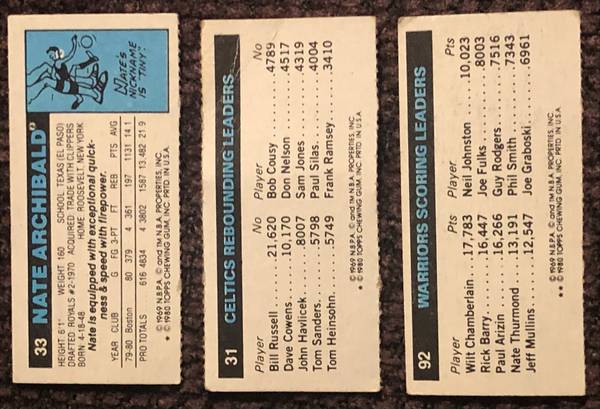 33 NATE ARCHIBALD
HEIGHT: 6'1" WEIGHT: 160 SCHOOL: TEXAS (EL PASO)
DRAFTED: ROYALS #2-1970 ACQUIRED: TRADE WITH CLIPPERS
BORN: 4-18-48 HOME: ROOSEVELT, NEW YORK
Nate is equipped with exceptional quick-
ness & speed with firepower.
YEAR CLUB G FG 3-PT FT REB PTS AVG
79-80 Boston 80 379 4 361 197 1131 14.1
PRO TOTALS 616 4834 4 3802 1587 13,482 21.9
* © 1969 N.B.P.A. © and TM N.B.A. PROPERTIES, INC.
© 1980 TOPPS CHEWING GUM, INC. PRTD. IN U.S.A.
NATE'S
NICKNAME
IS 'TINY'.
31 CELTICS REBOUNDING LEADERS
Player No Player No
Bill Russell......21,620 Bob Cousy......4789
Dave Cowens...10,170 Don Nelson.....4517
John Havlicek....8007 Sam Jones......4319
Tom Sanders.....5798 Paul Silas......4004
Tom Heinsohn....5749 Frank Ramsey....3410
© 1969 N.B.P.A. © and TM N.B.A. PROPERTIES, INC.
* * © 1980 TOPPS CHEWING GUM, INC. PRTD. IN U.S.A.
92 WARRIORS SCORING LEADERS
Player Pts Player Pts
Wilt Chamberlain...17,783 Neil Johnston....10,023
Rick Barry.......16,447 Joe Fulks.......8003
Paul Arizin......16,266 Guy Rodgers.....7516
Nate Thurmond...13,191 Phil Smith......7343
Jeff Mullins.....12,547 Joe Graboski....6961
© 1969 N.B.P.A. © and TM N.B.A. PROPERTIES, INC.
* * © 1980 TOPPS CHEWING GUM, INC. PRTD. IN U.S.A.